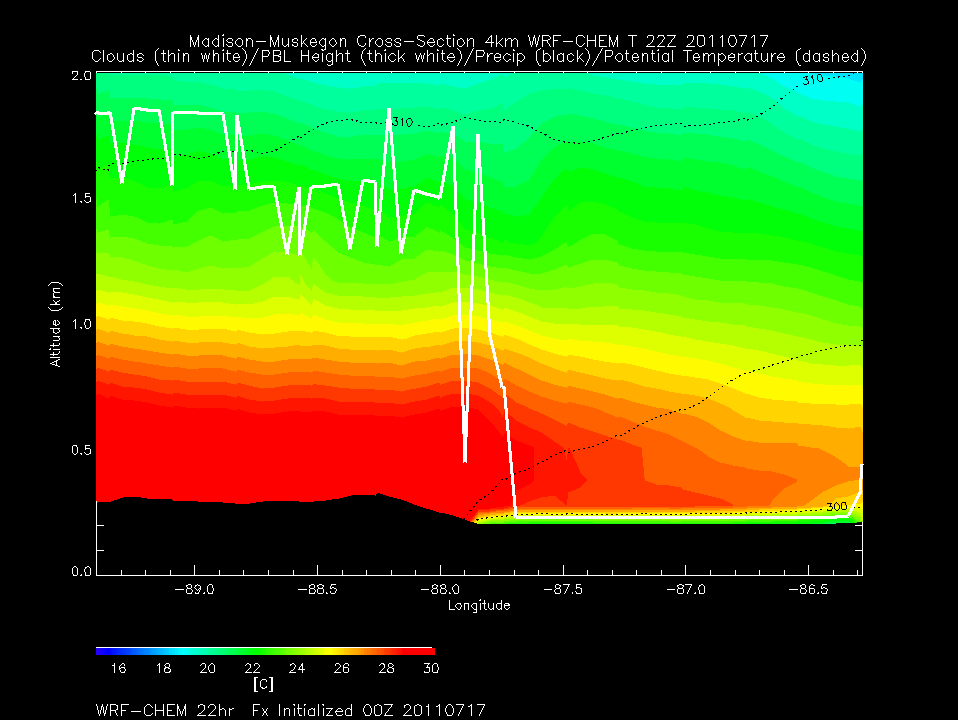 Madison-Muskegon Cross-Section 4km WRF-CHEM T 22Z 20110717
Clouds (thin white)/PBL Height (thick white)/Precip (black)/Potential Temperature (dashed)
2.0
310
310
1.5
Altitude (km)
1.0
0.5
300
0.0
-89.0 -88.5 -88.0 -87.5 -87.0 -86.5
Longitude
16 18 20 22 24 26 28 30
[C]
WRF-CHEM 22hr Fx Initialized 00Z 20110717